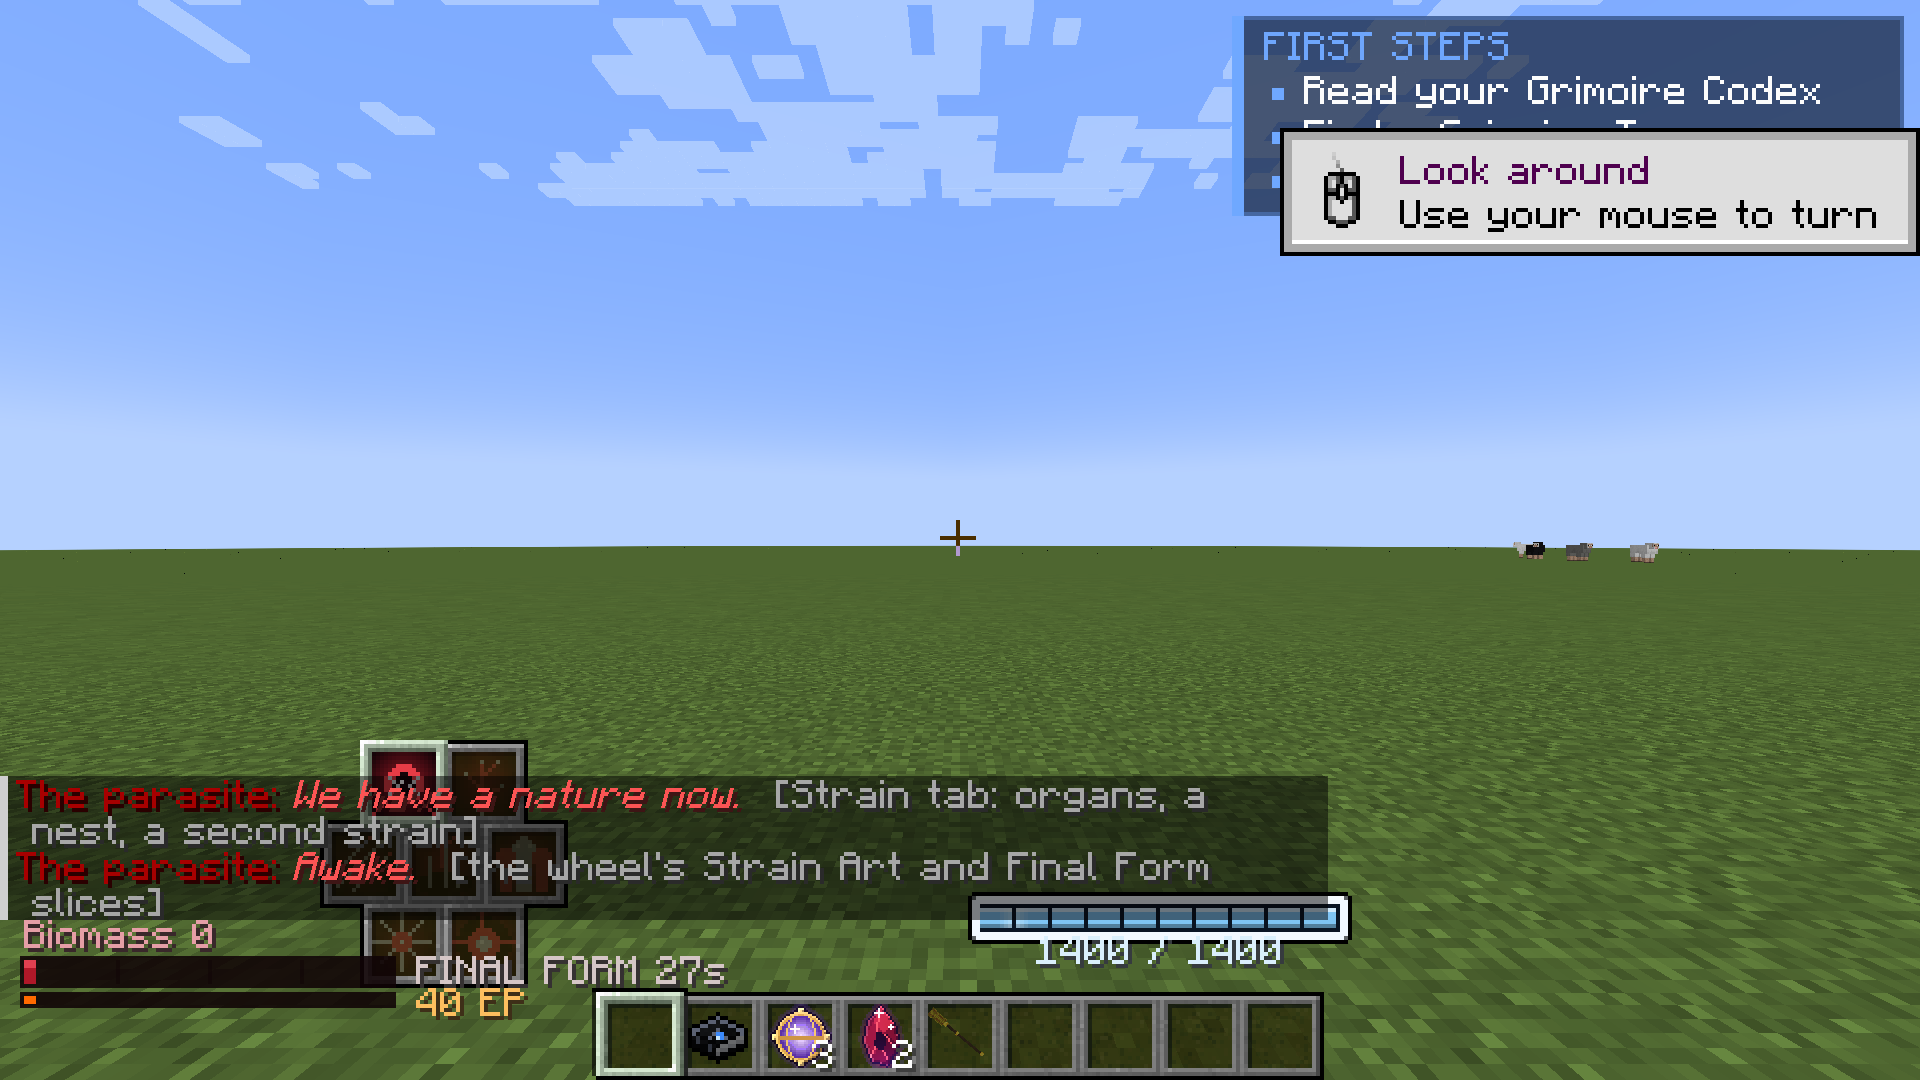 FIRST STEPS
Read your Grimoire Codex
Look around
Use your mouse to turn
The parasite: We have a nature now. [Strain tab: organs, a
nest, a second strain]
The parasite: Awake. [the wheel's Strain Art and Final Form
slices]
Biomass 0
1400 / 1400
FINAL FORM 27s
40 EP
3
2